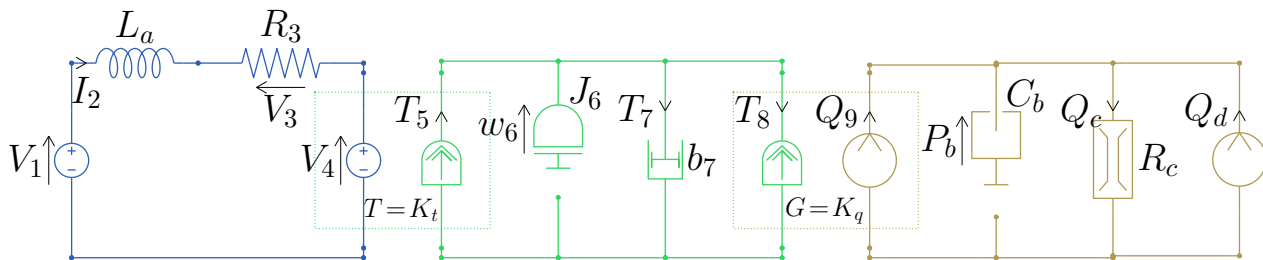 L_a
R_3
I_2
V_3
V_1
V_4
T_5
T = K_t
w_6
J_6
T_7
b_7
T_8
G = K_q
Q_9
P_b
C_b
Q_c
R_c
Q_d